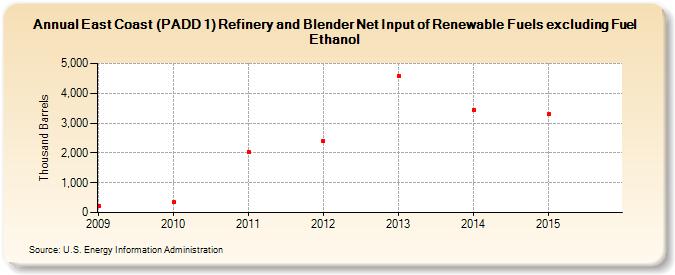 Annual East Coast (PADD 1) Refinery and Blender Net Input of Renewable Fuels excluding Fuel
Ethanol
Thousand Barrels
5,000
4,000
3,000
2,000
1,000
0
2009 2010 2011 2012 2013 2014 2015
Source: U.S. Energy Information Administration